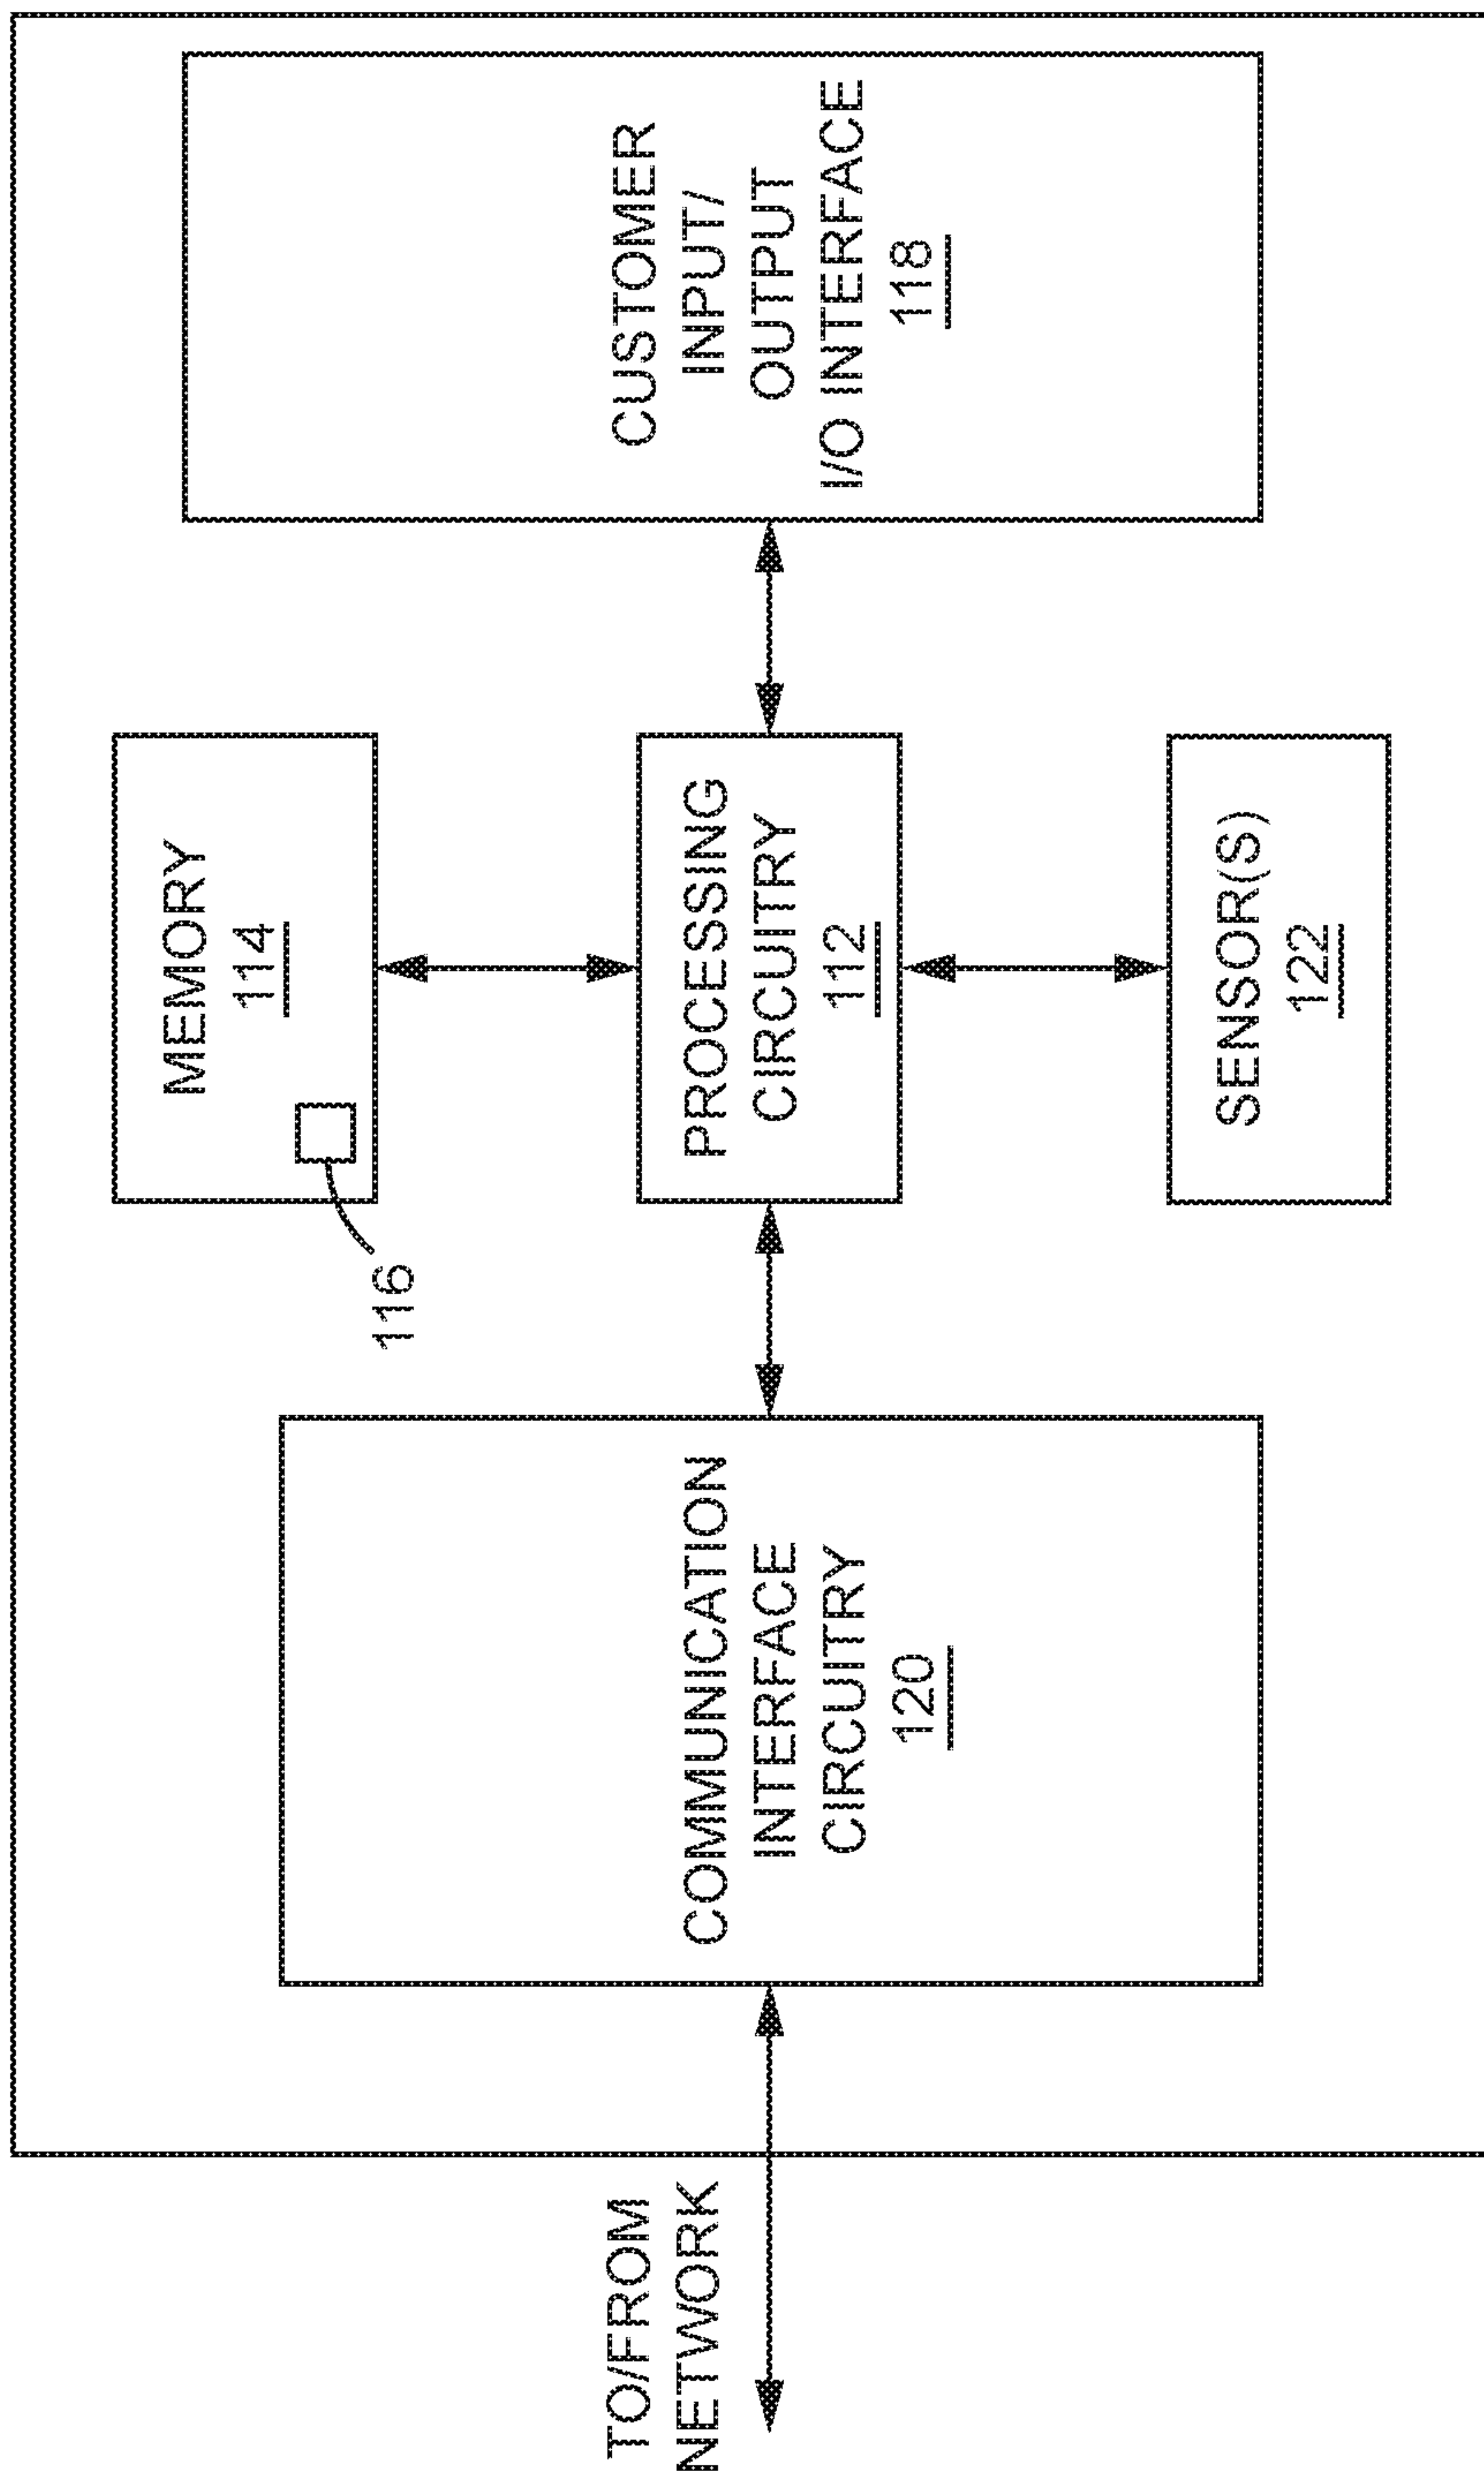 MEMORY
114
116
TO/FROM
NETWORK
COMMUNICATION
INTERFACE
CIRCUITRY
120
PROCESSING
CIRCUITRY
112
CUSTOMER
INPUT/
OUTPUT
I/O INTERFACE
118
SENSOR(S)
122